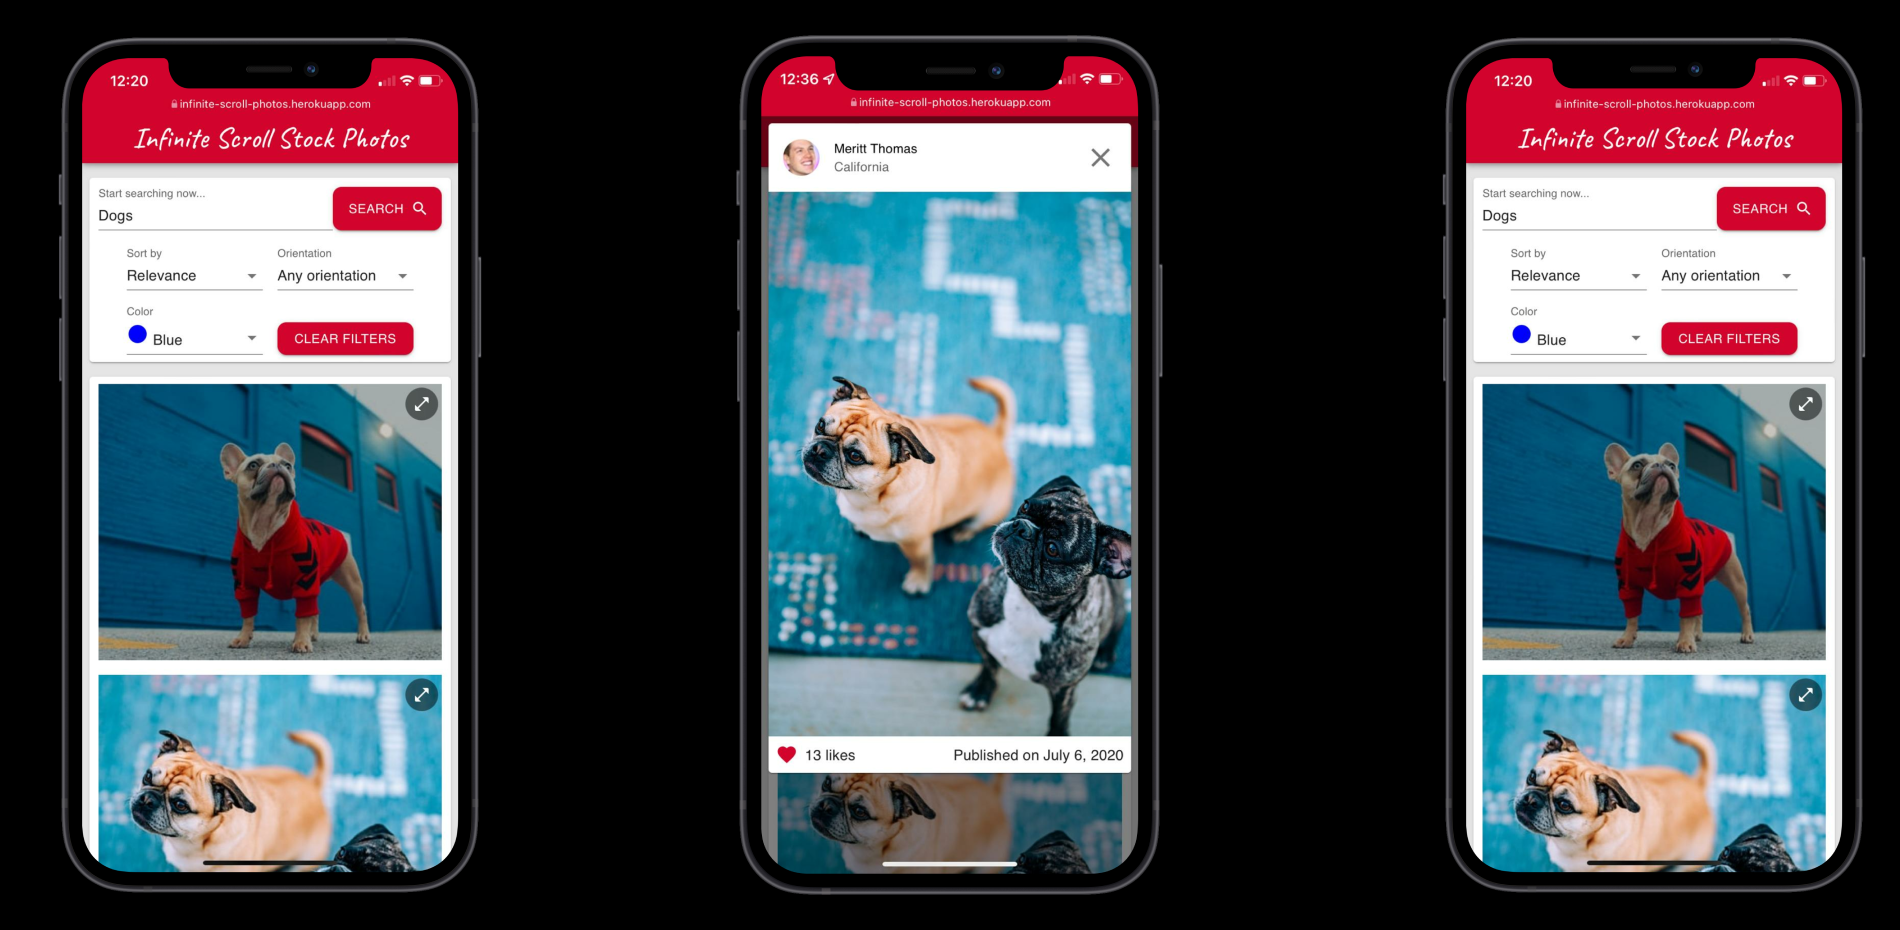 12:20
infinite-scroll-photos.herokuapp.com
Infinite Scroll Stock Photos
Start searching now...
Dogs
SEARCH
Sort by
Relevance
Orientation
Any orientation
Color
Blue
CLEAR FILTERS
12:36
infinite-scroll-photos.herokuapp.com
Meritt Thomas
California
13 likes
Published on July 6, 2020
12:20
infinite-scroll-photos.herokuapp.com
Infinite Scroll Stock Photos
Start searching now...
Dogs
SEARCH
Sort by
Relevance
Orientation
Any orientation
Color
Blue
CLEAR FILTERS